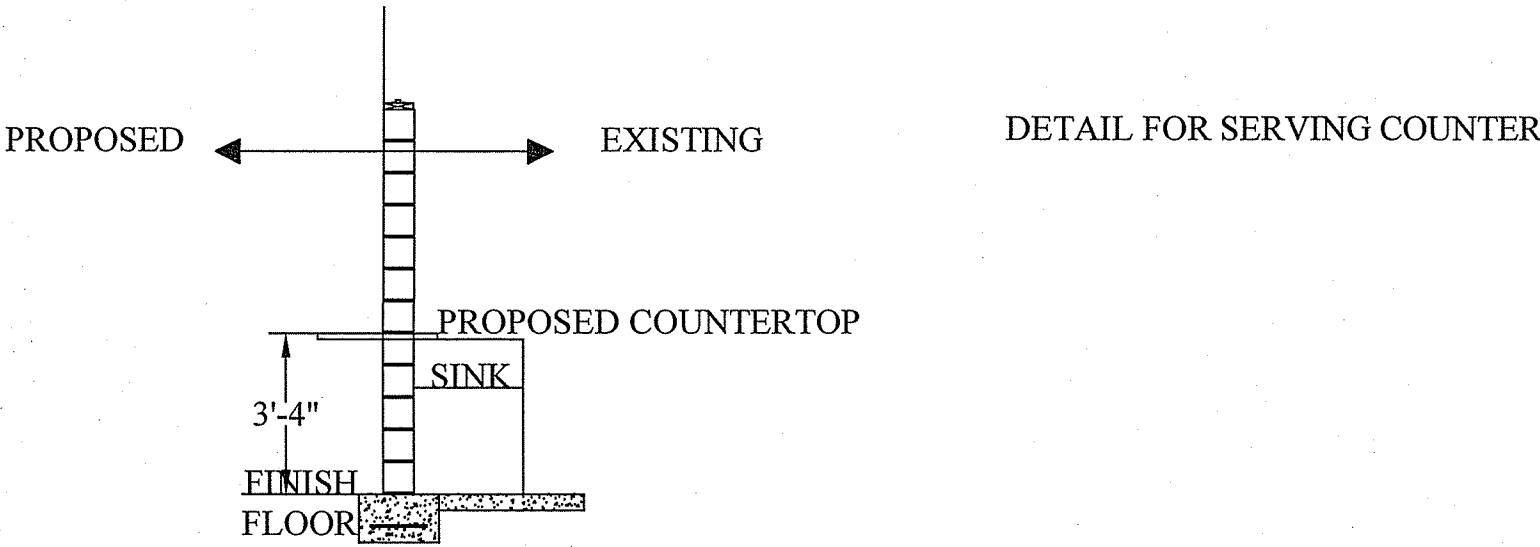 DETAIL FOR SERVING COUNTER
PROPOSED
EXISTING
PROPOSED COUNTERTOP
SINK
3'-4"
FINISH
FLOOR